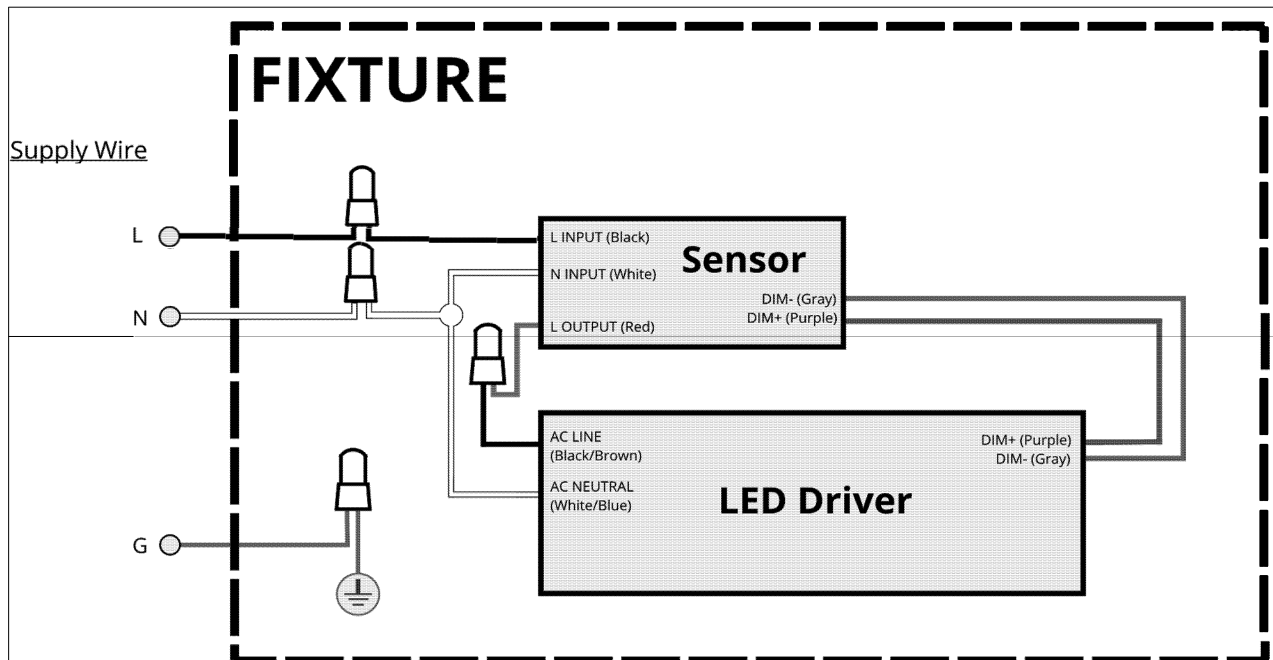 FIXTURE
Supply Wire
L
L INPUT (Black)
Sensor
N INPUT (White)
DIM- (Gray)
N
DIM+ (Purple)
L OUTPUT (Red)
AC LINE
(Black/Brown)
DIM+ (Purple)
DIM- (Gray)
AC NEUTRAL
(White/Blue)
LED Driver
G